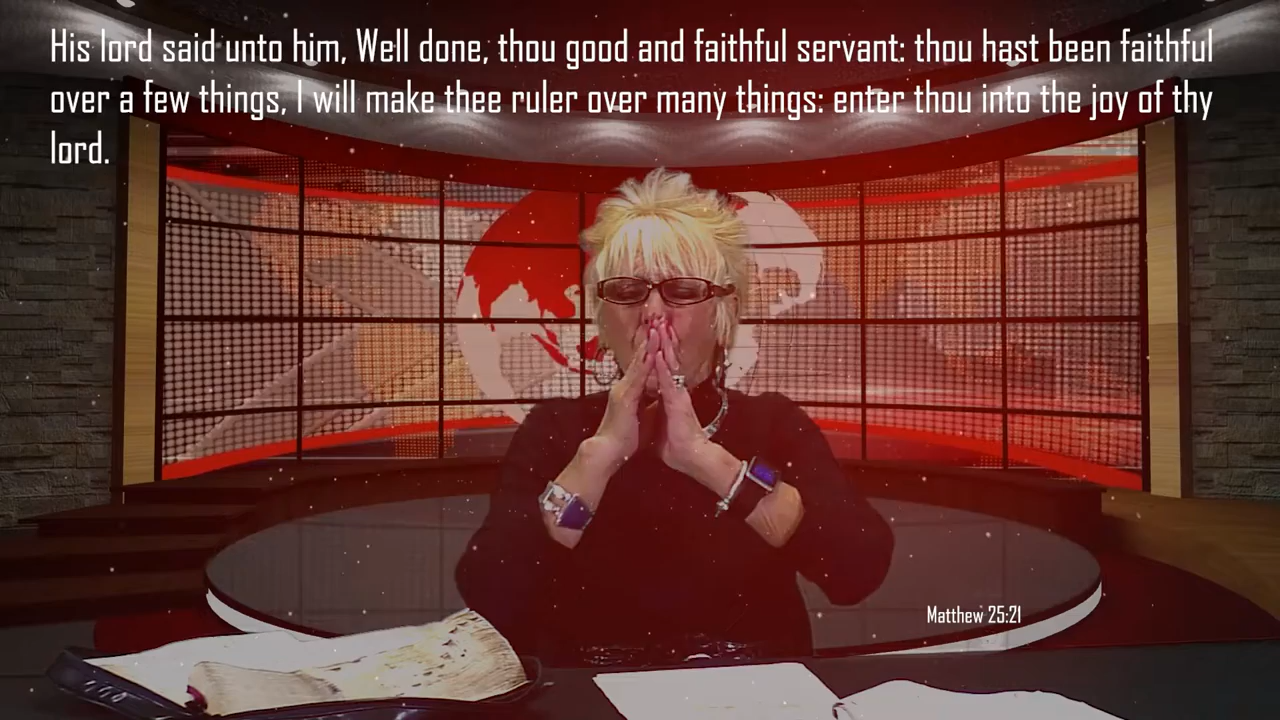 His lord said unto him, Well done, thou good and faithful servant: thou hast been faithful
over a few things, I will make thee ruler over many things: enter thou into the joy of thy
lord.
Matthew 25:21